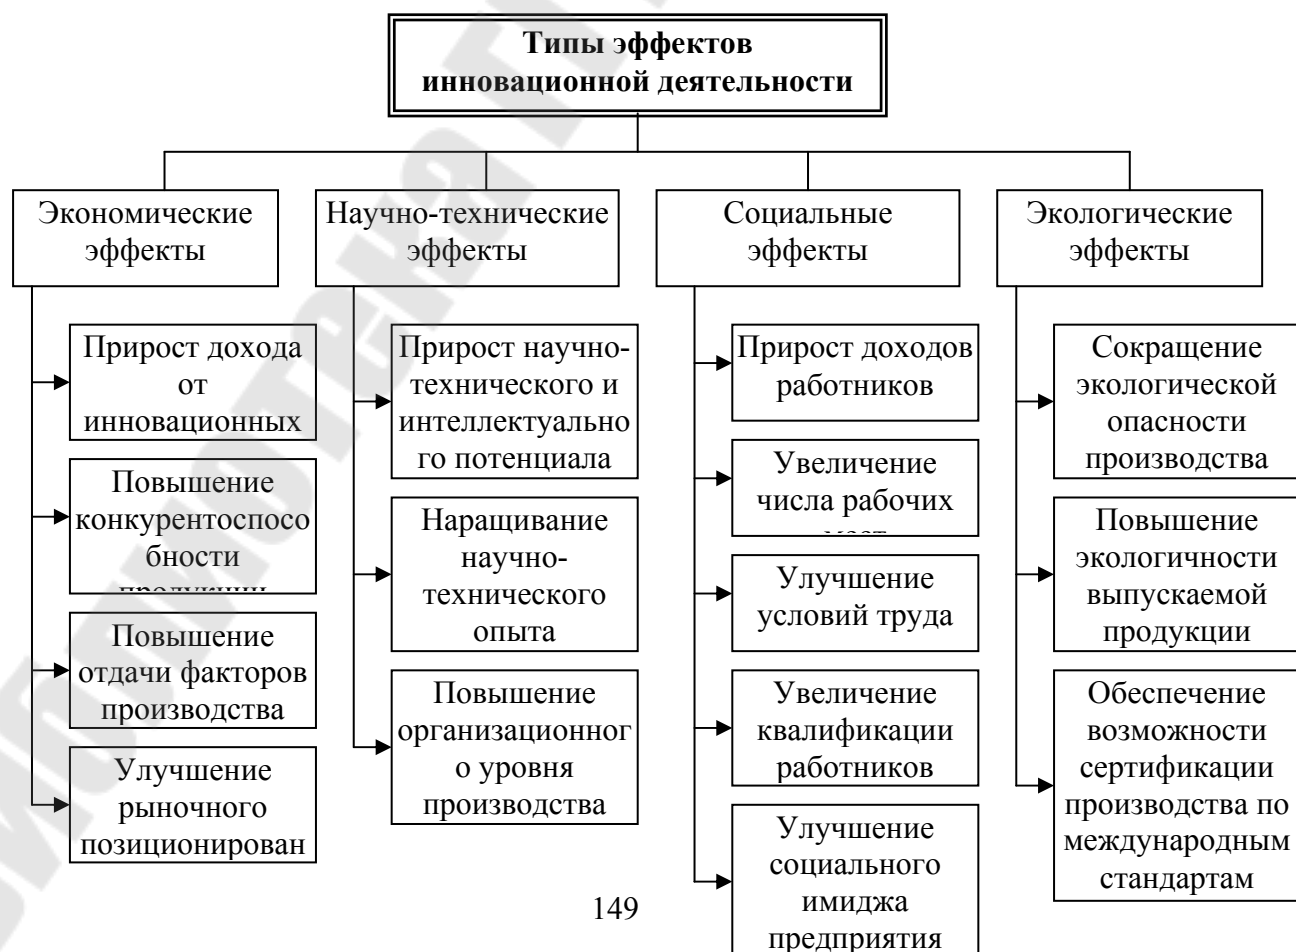 Типы эффектов
инновационной деятельности
Экономические
эффекты
Прирост дохода
от
инновационных
Повышение
конкурентоспосо
бности
продукции
Повышение
отдачи факторов
производства
Улучшение
рыночного
позиционирован
Научно-технические
эффекты
Прирост научно-
технического и
интеллектуально
го потенциала
Наращивание
научно-
технического
опыта
Повышение
организационног
о уровня
производства
Социальные
эффекты
Прирост доходов
работников
Увеличение
числа рабочих
мест
Улучшение
условий труда
Увеличение
квалификации
работников
Улучшение
социального
имиджа
предприятия
Экологические
эффекты
Сокращение
экологической
опасности
производства
Повышение
экологичности
выпускаемой
продукции
Обеспечение
возможности
сертификации
производства по
международным
стандартам
149